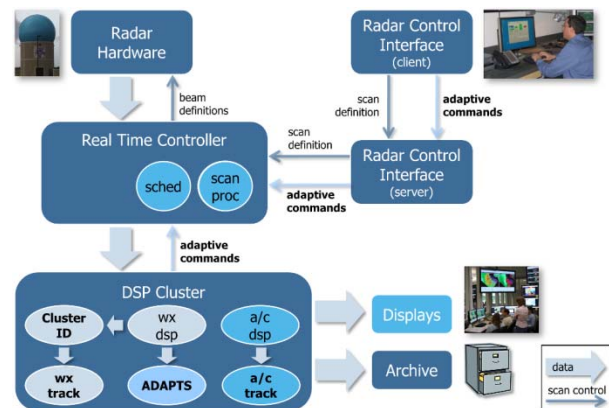 Radar
Hardware
Radar Control
Interface
(client)
beam
definitions
scan
definition
adaptive
commands
Real Time Controller
sched
scan
proc
scan
definition
adaptive
commands
Radar Control
Interface
(server)
adaptive
commands
DSP Cluster
Cluster
ID
wx
dsp
a/c
dsp
wx
track
ADAPTS
a/c
track
Displays
Archive
data
scan control